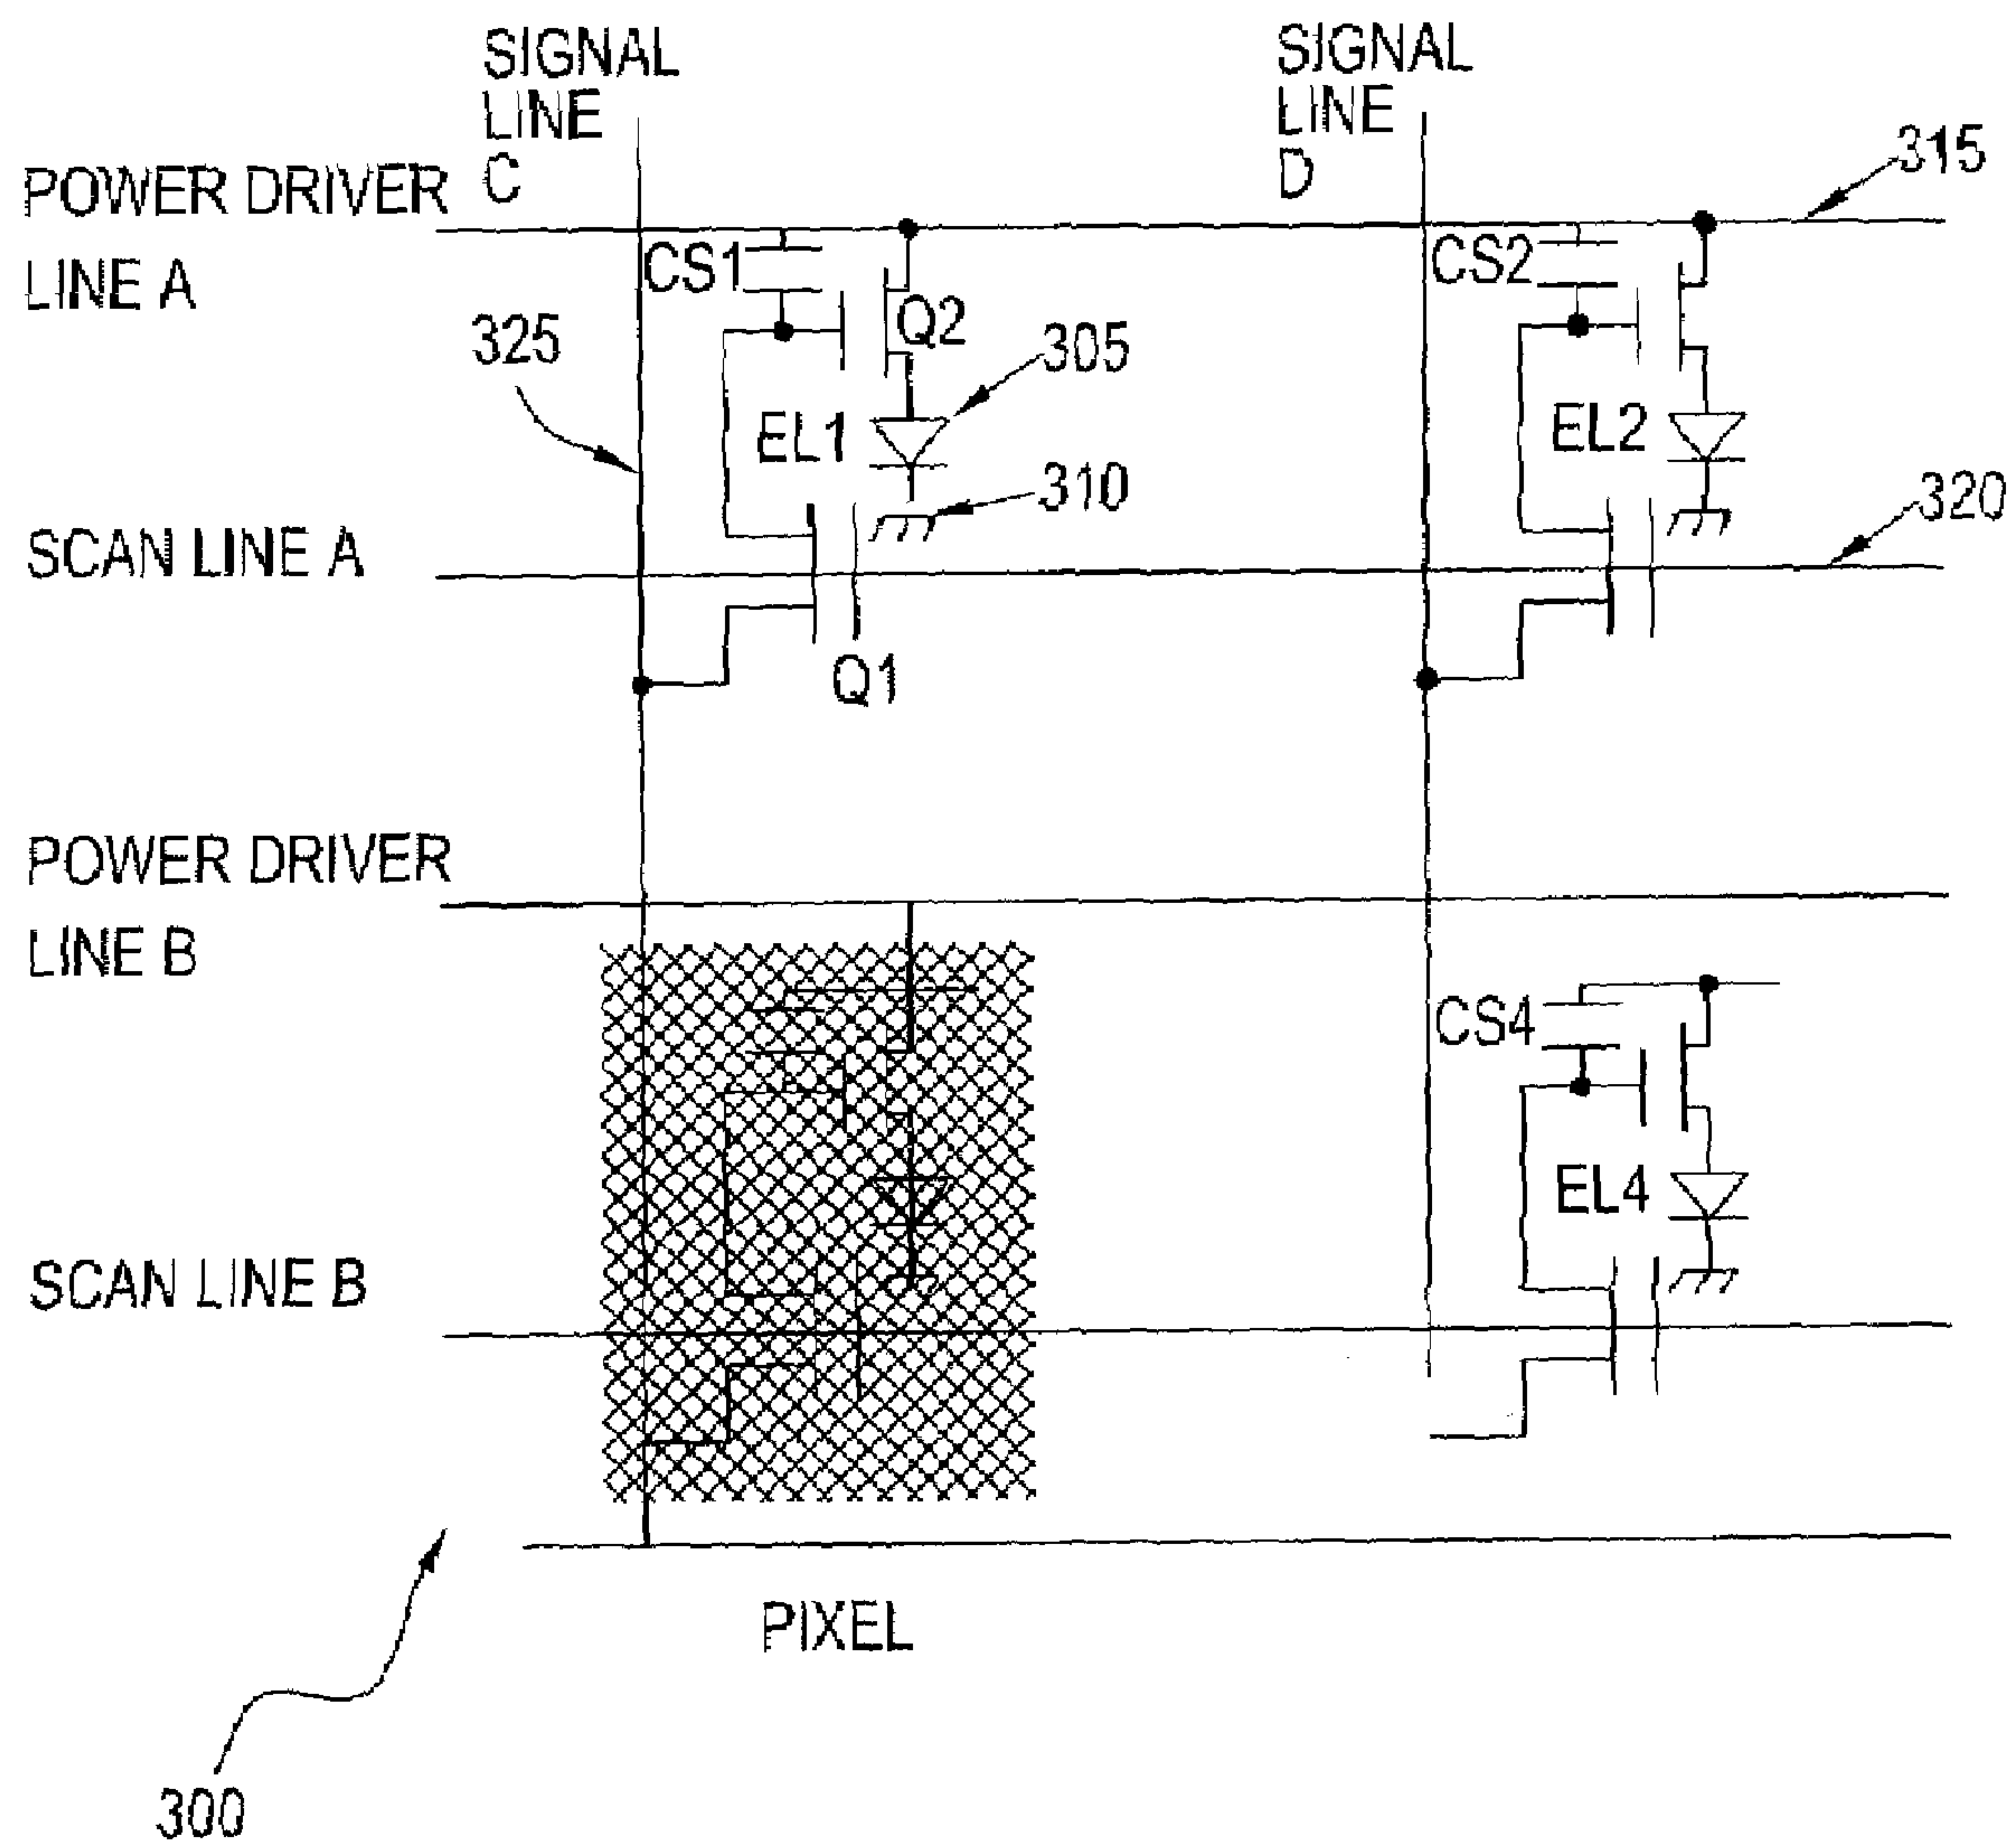 SIGNAL
LINE
C
SIGNAL
LINE
D
315
POWER DRIVER
LINE A
CS1
CS2
Q2
325
305
EL1
EL2
310
320
SCAN LINE A
Q1
POWER DRIVER
LINE B
CS4
EL4
SCAN LINE B
PIXEL
300